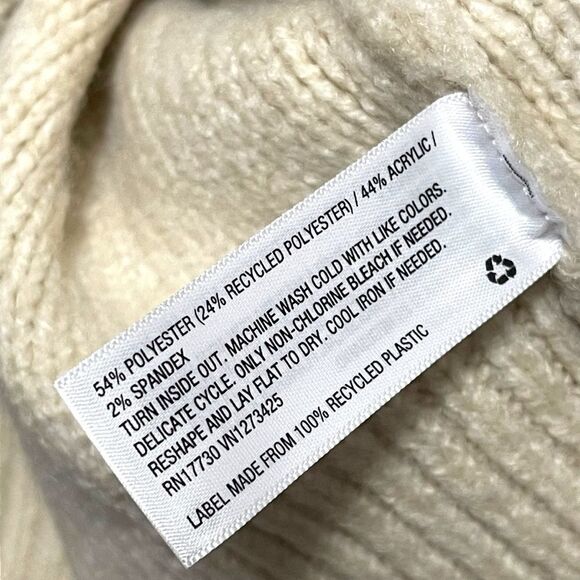 54% POLYESTER (24% RECYCLED POLYESTER) / 44% ACRYLIC /
2% SPANDEX
TURN INSIDE OUT. MACHINE WASH COLD WITH LIKE COLORS.
DELICATE CYCLE. ONLY NON-CHLORINE BLEACH IF NEEDED.
RESHAPE AND LAY FLAT TO DRY. COOL IRON IF NEEDED.
RN17730 VN1273425
LABEL MADE FROM 100% RECYCLED PLASTIC